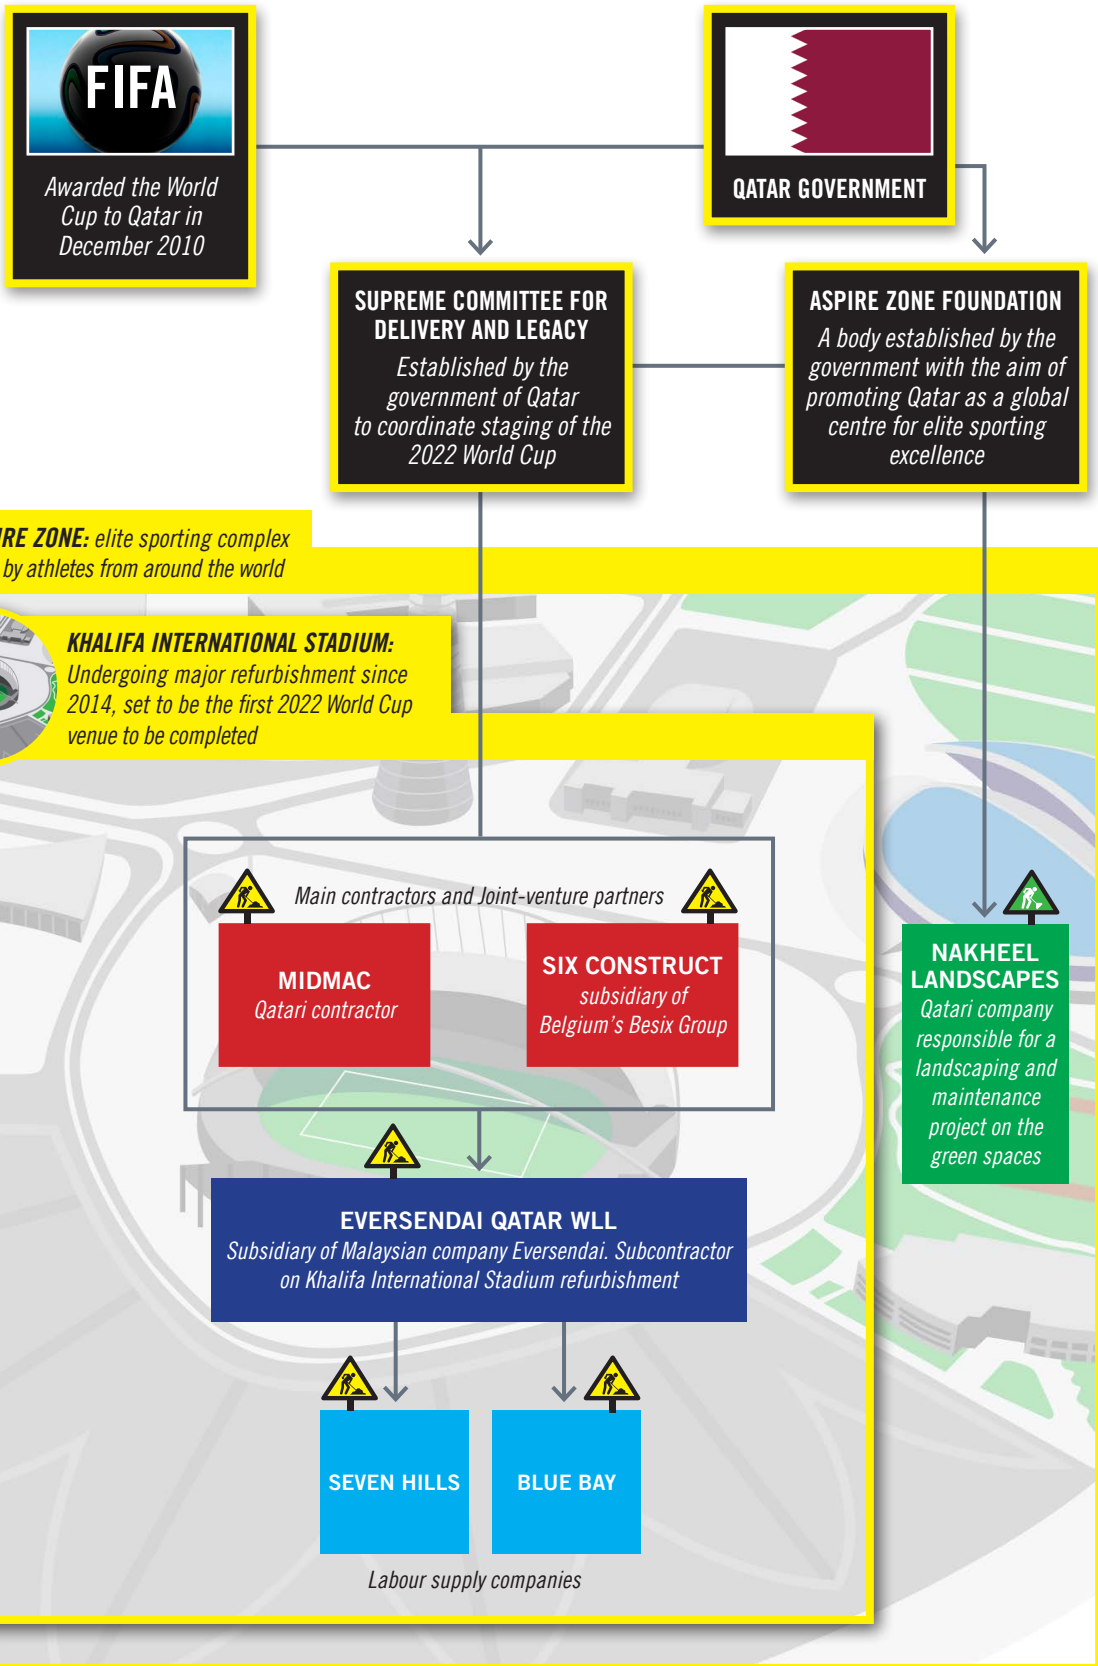 FIFA
Awarded the World
Cup to Qatar in
December 2010
QATAR GOVERNMENT
SUPREME COMMITTEE FOR
DELIVERY AND LEGACY
Established by the
government of Qatar
to coordinate staging of the
2022 World Cup
ASPIRE ZONE FOUNDATION
A body established by the
government with the aim of
promoting Qatar as a global
centre for elite sporting
excellence
ZONE: elite sporting complex
by athletes from around the world
KHALIFA INTERNATIONAL STADIUM:
Undergoing major refurbishment since
2014, set to be the first 2022 World Cup
venue to be completed
Main contractors and Joint-venture partners
MIDMAC
Qatari contractor
SIX CONSTRUCT
subsidiary of
Belgium's Besix Group
NAKHEEL
LANDSCAPES
Qatari company
responsible for a
landscaping and
maintenance
project on the
green spaces
EVERSENDAI QATAR WLL
Subsidiary of Malaysian company Eversendai. Subcontractor
on Khalifa International Stadium refurbishment
SEVEN HILLS
BLUE BAY
Labour supply companies